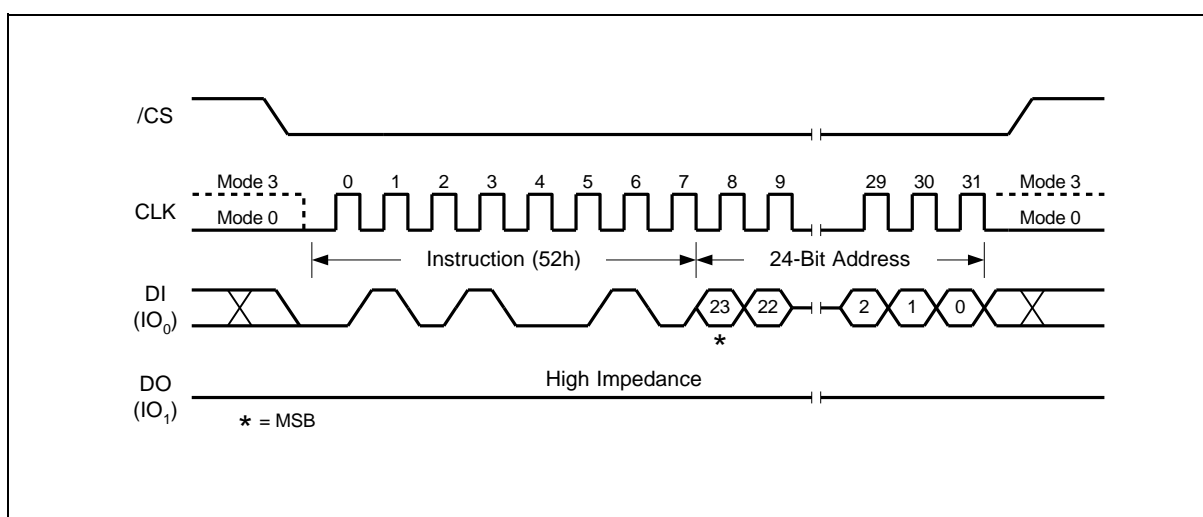 /CS
Mode 3
0 1 2 3 4 5 6 7 8 9 29 30 31
Mode 3
CLK
Mode 0
Mode 0
Instruction (52h)
24-Bit Address
DI
(IO0)
23 22 2 1 0
*
DO
(IO1)
High Impedance
* = MSB